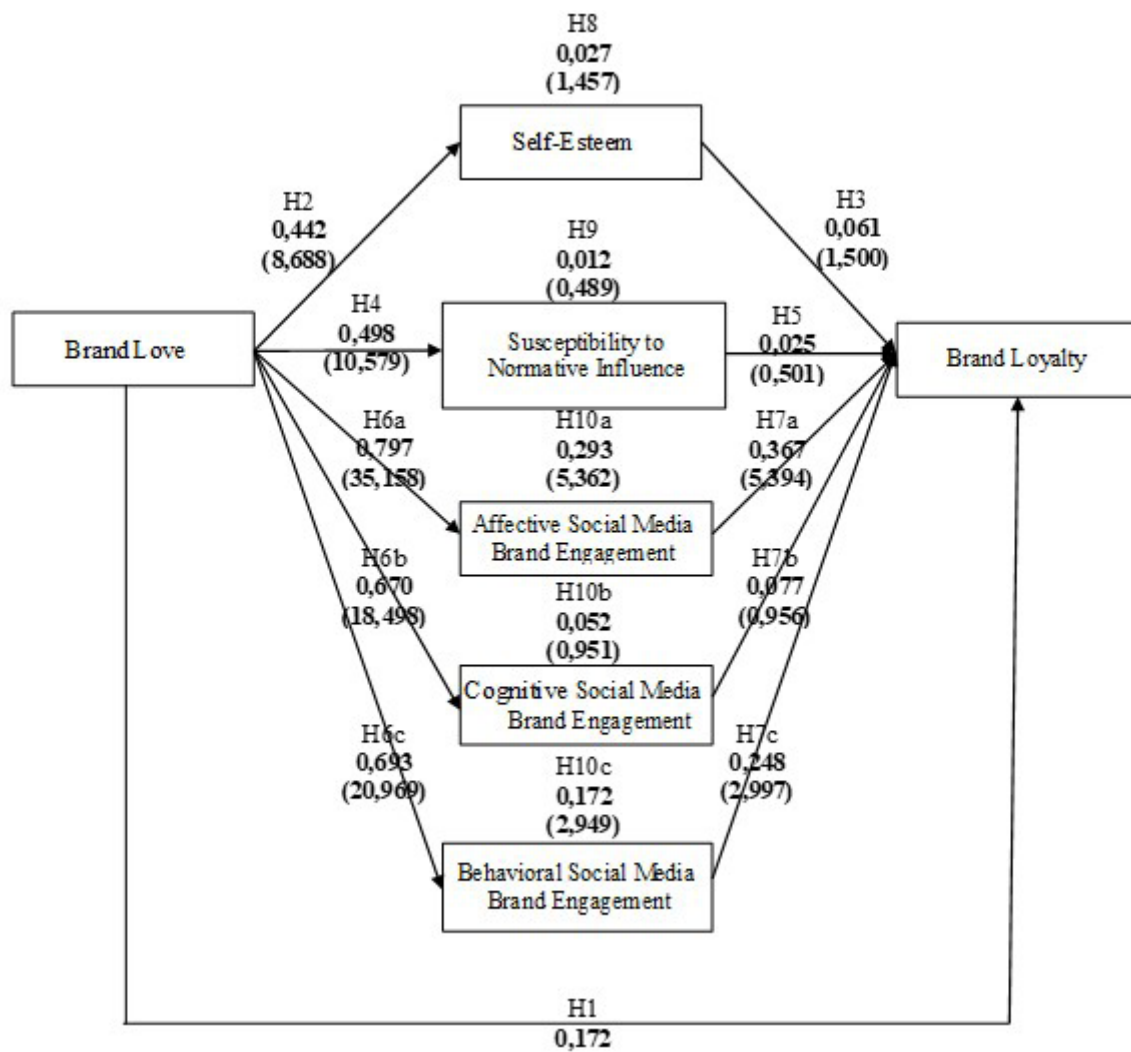 H8
0,027
(1,457)
Self-Esteem
H2
0,442
(8,688)
H3
0,061
(1,500)
H9
0,012
(0,489)
H4
0,498
(10,579)
Brand Love
Susceptibility to
Normative Influence
H5
0,025
(0,501)
Brand Loyalty
H6a
0,797
(35,158)
H10a
0,293
(5,362)
H7a
0,367
(5,394)
Affective Social Media
Brand Engagement
H6b
0,670
(18,498)
H10b
0,052
(0,951)
H7b
0,077
(0,956)
Cognitive Social Media
Brand Engagement
H6c
0,693
(20,969)
H10c
0,172
(2,949)
H7c
0,248
(2,997)
Behavioral Social Media
Brand Engagement
H1
0,172